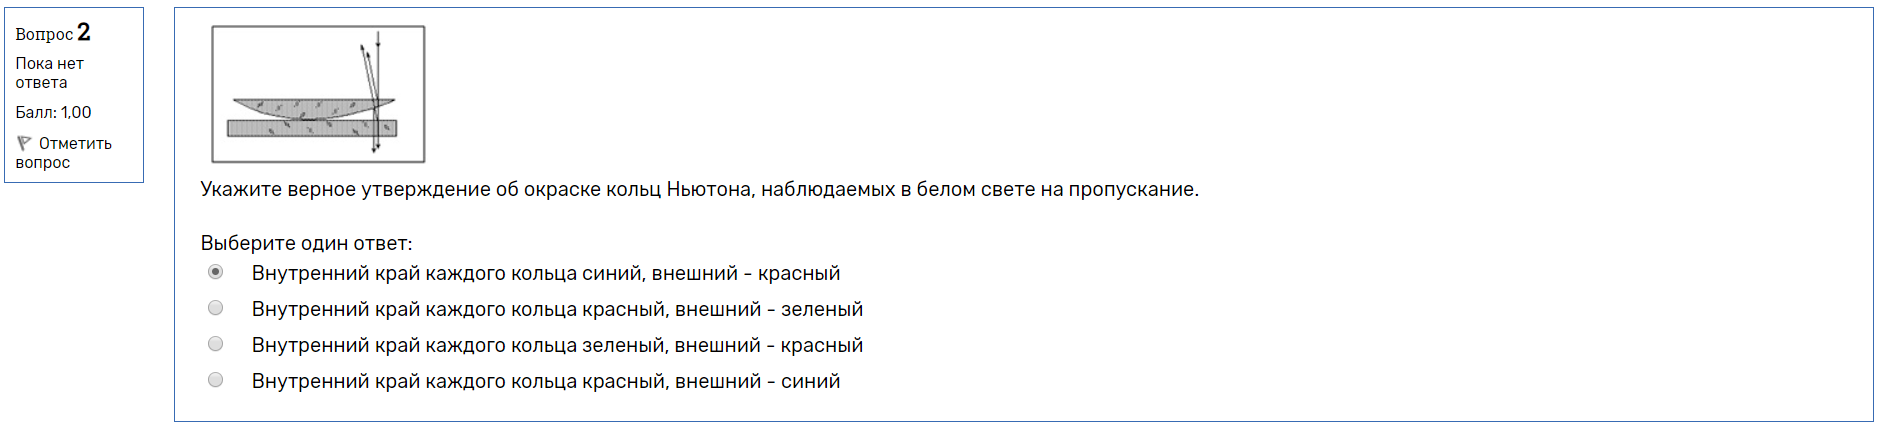 Вопрос 2
Пока нет
ответа
Балл: 1,00
Отметить
вопрос
Укажите верное утверждение об окраске кольц Ньютона, наблюдаемых в белом свете на пропускание.
Выберите один ответ:
Внутренний край каждого кольца синий, внешний - красный
Внутренний край каждого кольца красный, внешний - зеленый
Внутренний край каждого кольца зеленый, внешний - красный
Внутренний край каждого кольца красный, внешний - синий